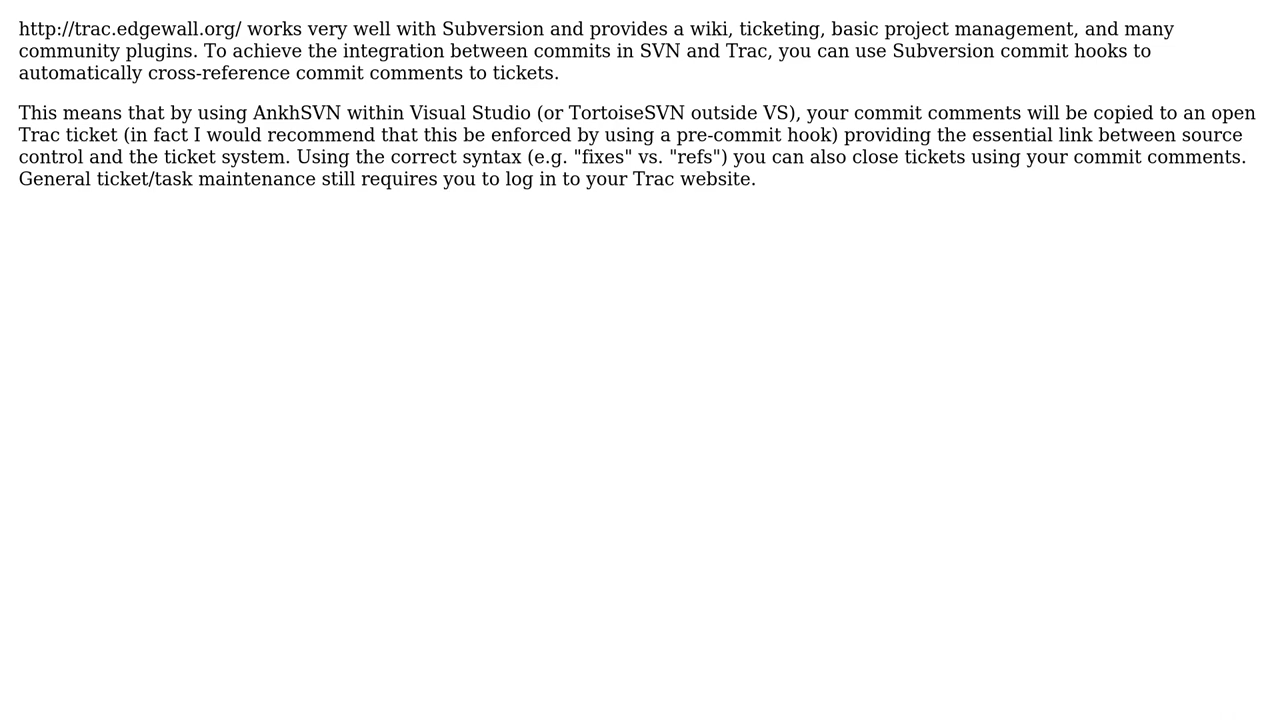 http://trac.edgewall.org/ works very well with Subversion and provides a wiki, ticketing, basic project management, and many
community plugins. To achieve the integration between commits in SVN and Trac, you can use Subversion commit hooks to
automatically cross-reference commit comments to tickets.
This means that by using AnkhSVN within Visual Studio (or TortoiseSVN outside VS), your commit comments will be copied to an open
Trac ticket (in fact I would recommend that this be enforced by using a pre-commit hook) providing the essential link between source
control and the ticket system. Using the correct syntax (e.g. "fixes" vs. "refs") you can also close tickets using your commit comments.
General ticket/task maintenance still requires you to log in to your Trac website.